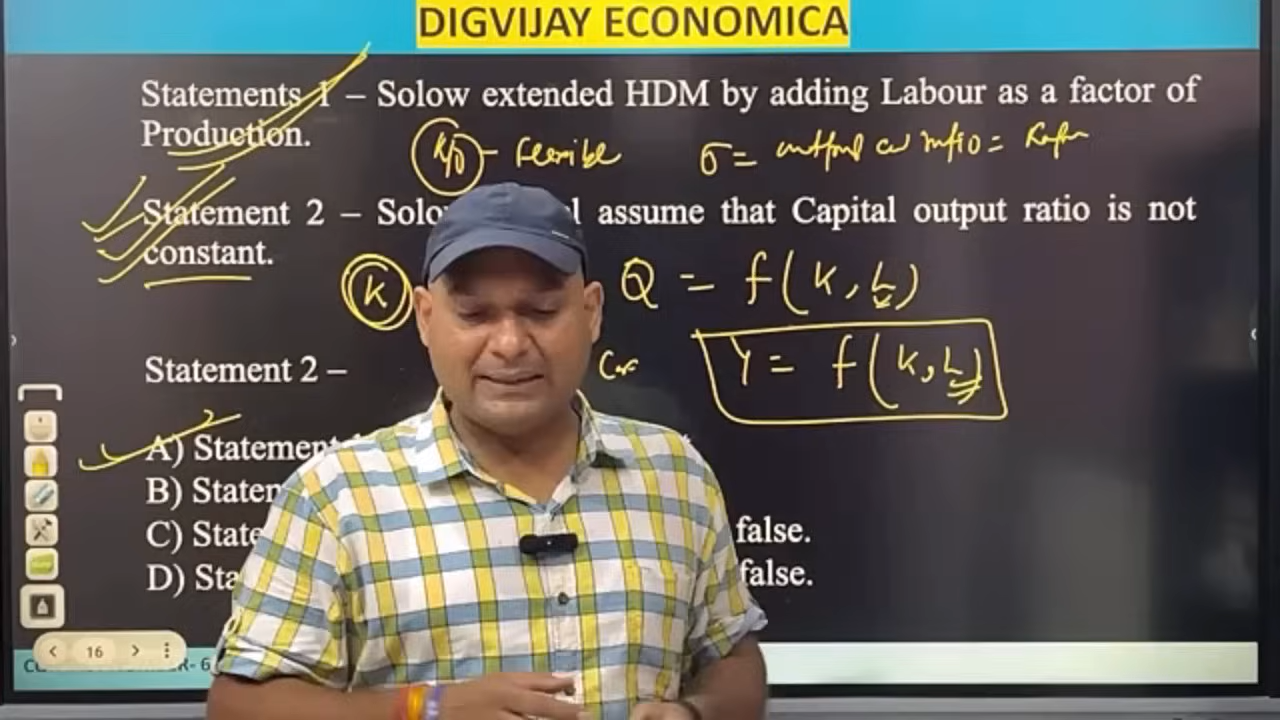 DIGVIJAY ECONOMICA
Statements 1 – Solow extended HDM by adding Labour as a factor of
Production.
K/O – flexible σ =
Statement 2 – Solo assume that Capital output ratio is not
constant.
K Q = f(K, L)
Statement 2 –
Y = f(K, L)
A) Statement
B) Staten
C) State false.
D) Sta false.
16
R- 6